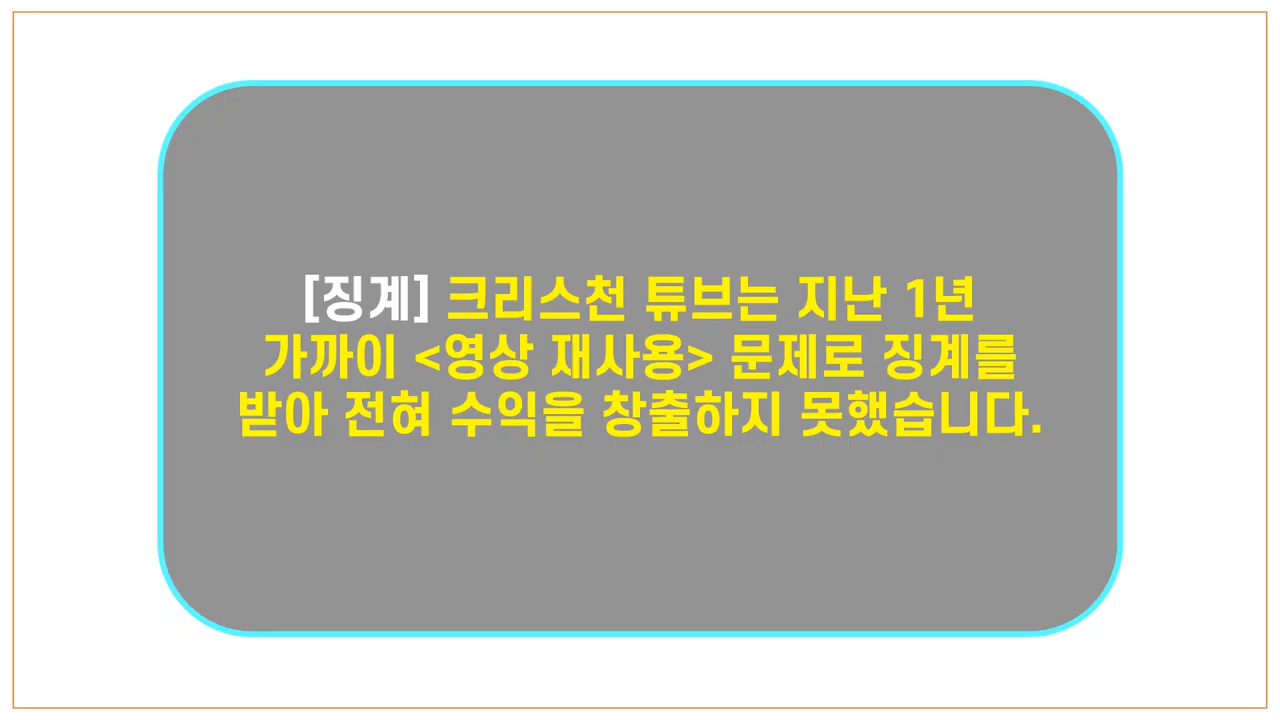 [징계] 크리스천 튜브는 지난 1년
가까이 <영상 재사용> 문제로 징계를
받아 전혀 수익을 창출하지 못했습니다.